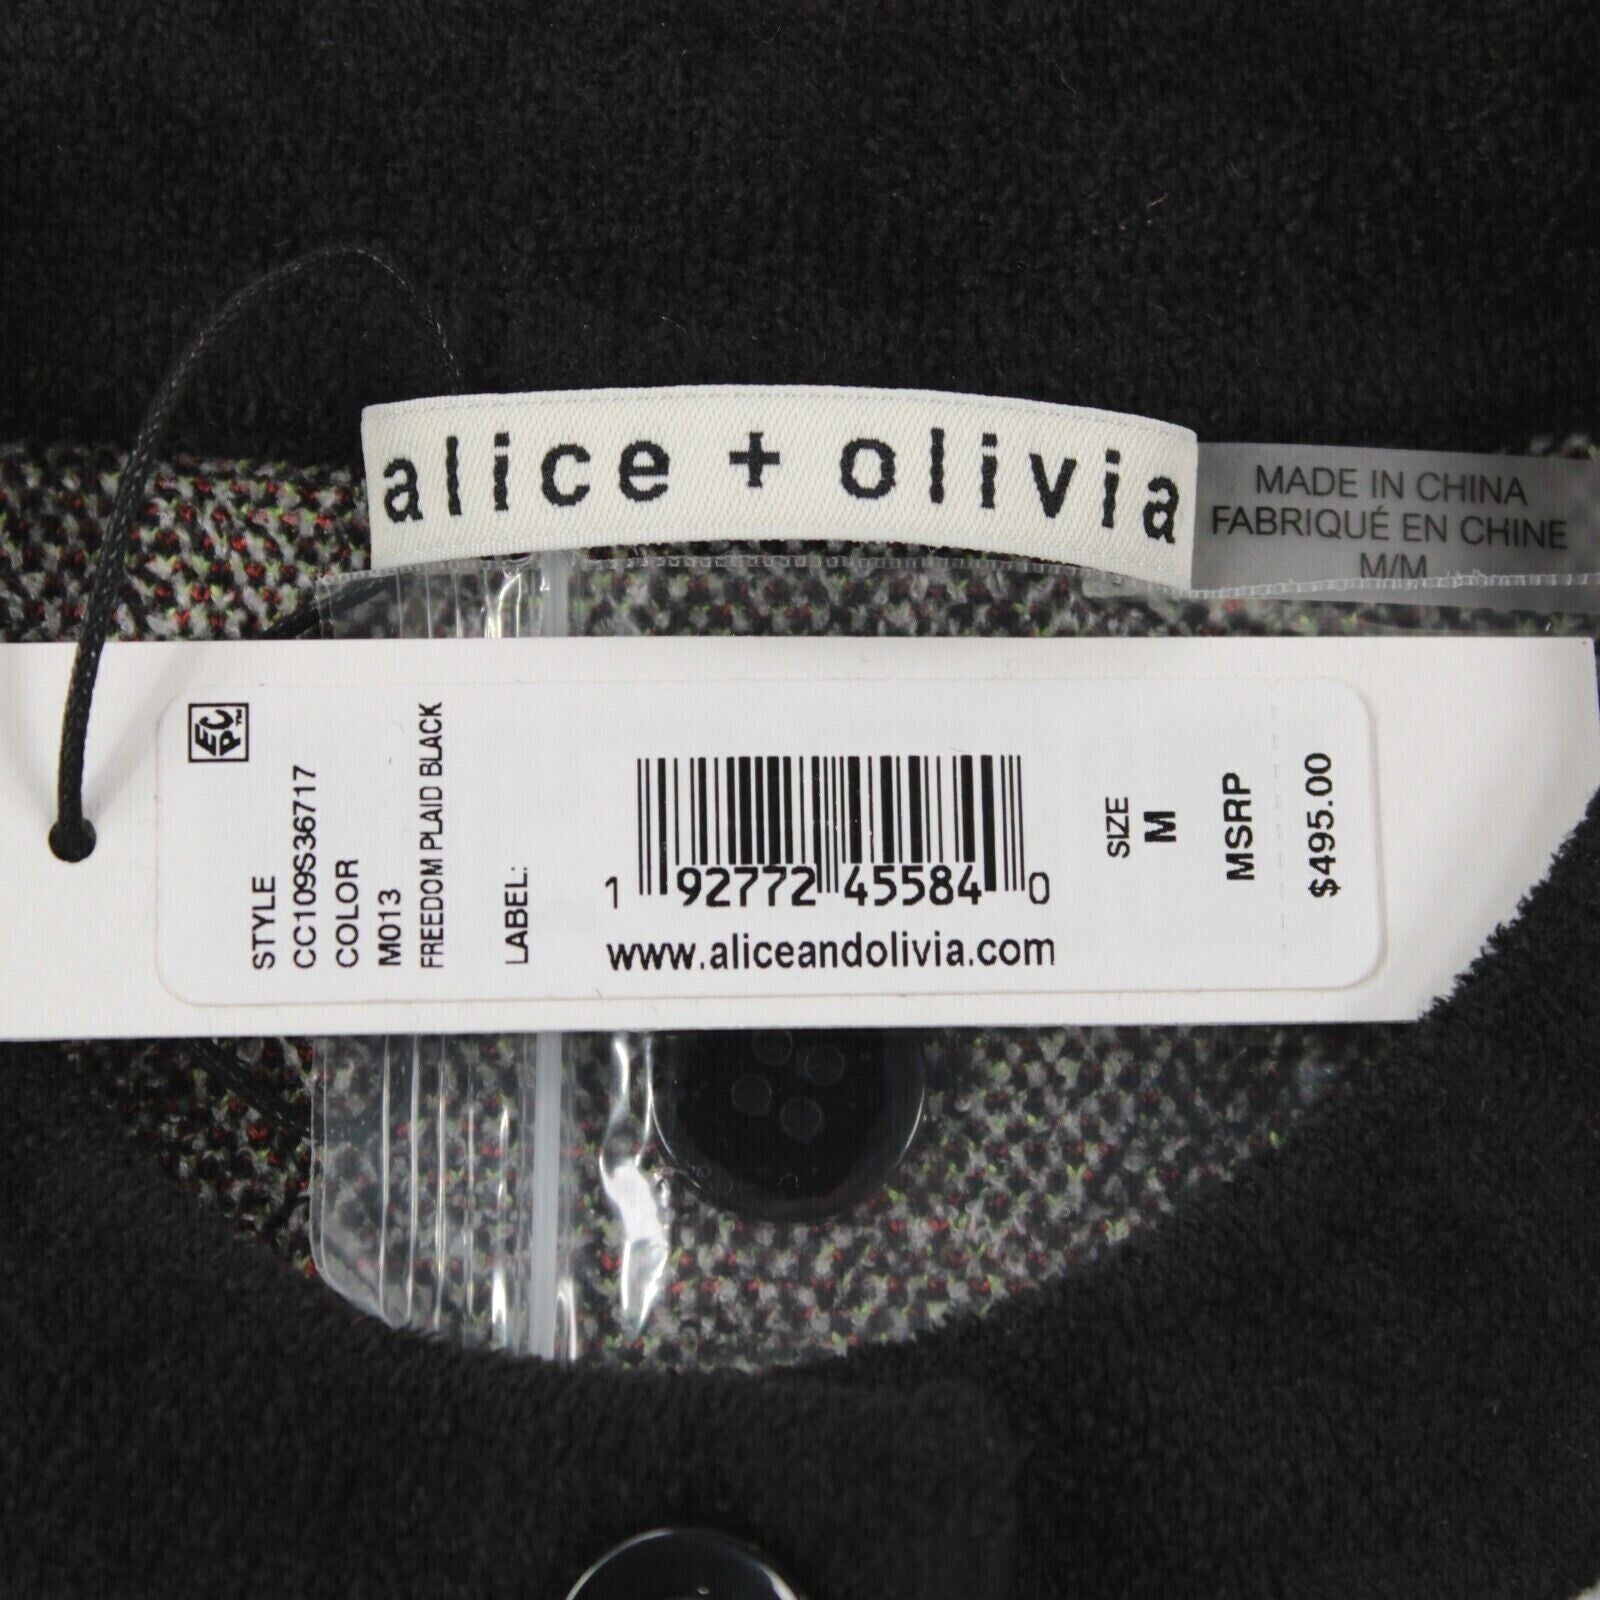 alice + olivia
MADE IN CHINA
FABRIQUÉ EN CHINE
M/M
EPC™
STYLE
CC109S36717
COLOR
M013
FREEDOM PLAID BLACK
LABEL:
1 92772 45584 0
www.aliceandolivia.com
SIZE
M
MSRP
$495.00